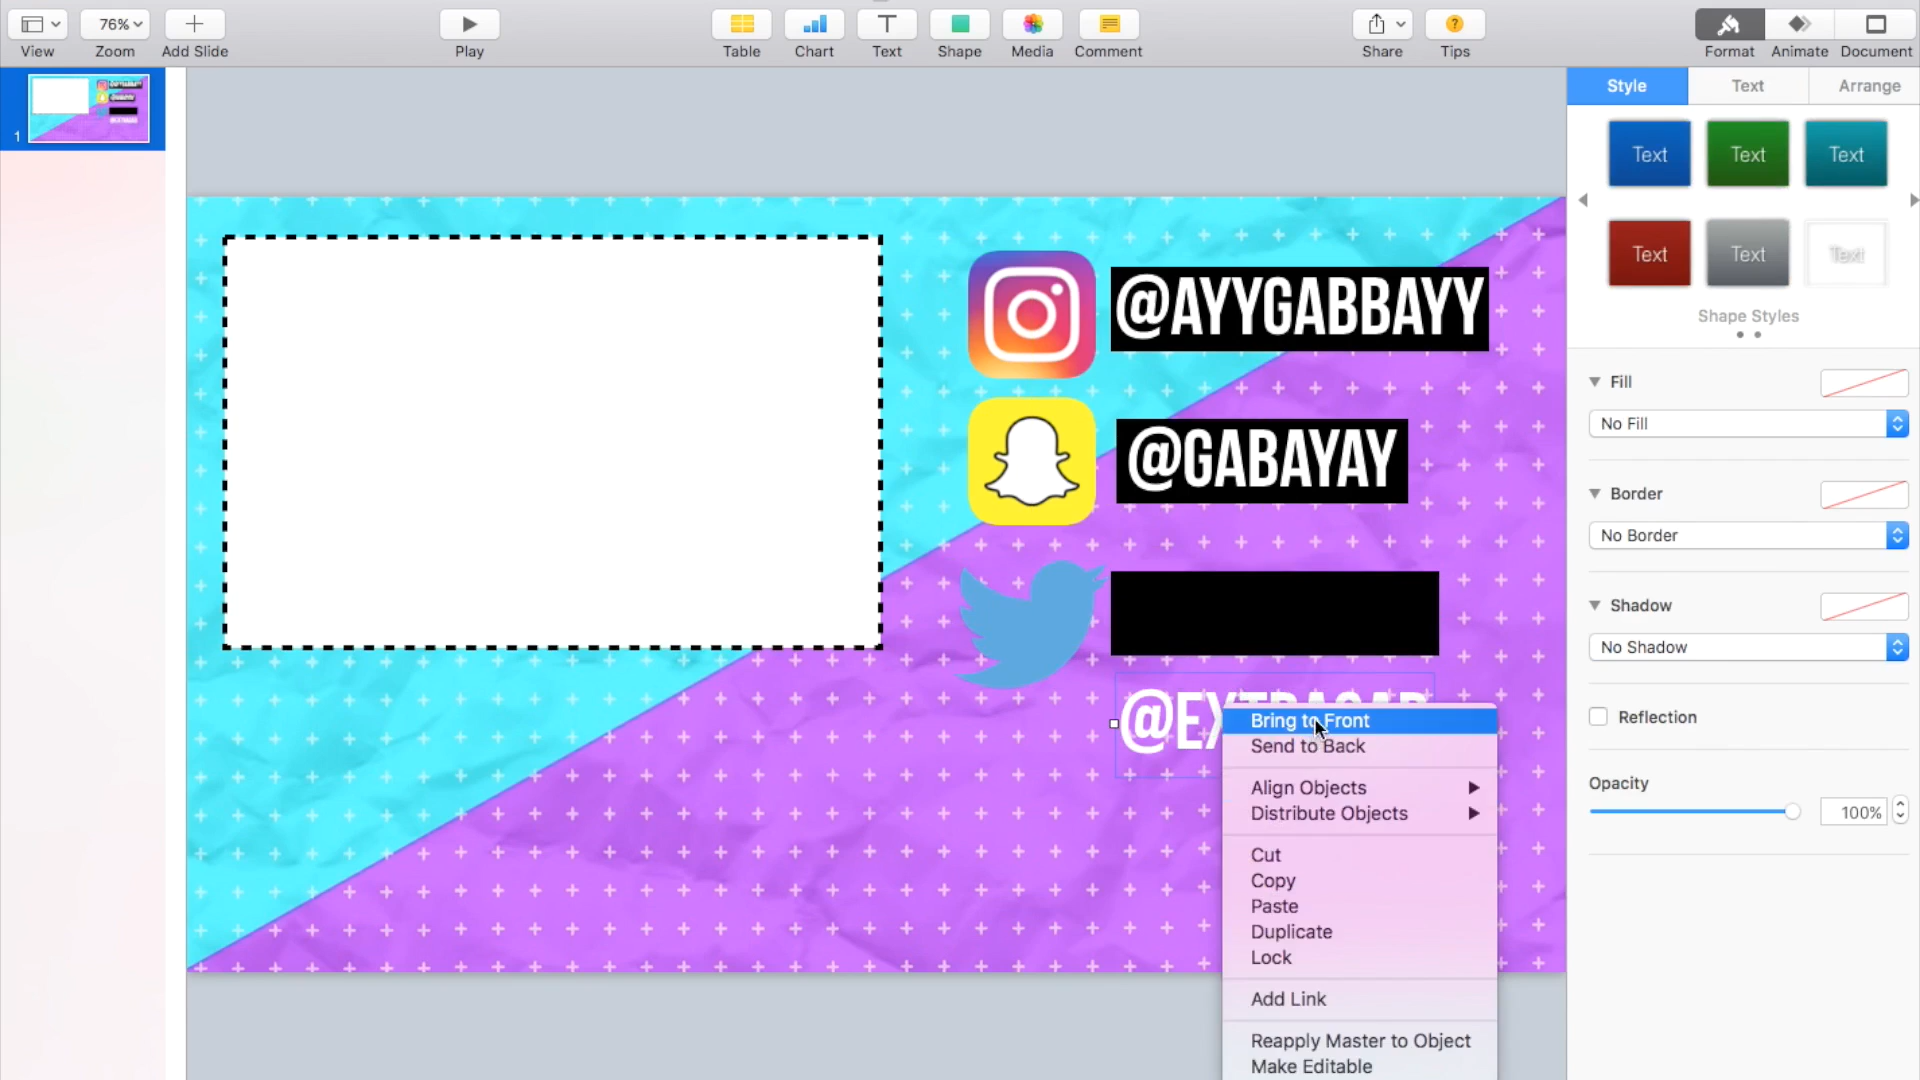 View
76%
Zoom
Add Slide
Play
Table
Chart
Text
Shape
Media
Comment
Share
Tips
Format
Animate
Document
Style
Text
Arrange
1
Text
Text
Text
Text
Text
Text
Shape Styles
Fill
No Fill
Border
No Border
Shadow
No Shadow
Reflection
Opacity
100%
@AYYGABBAYY
@GABAYAY
Bring to Front
Send to Back
Align Objects
Distribute Objects
Cut
Copy
Paste
Duplicate
Lock
Add Link
Reapply Master to Object
Make Editable